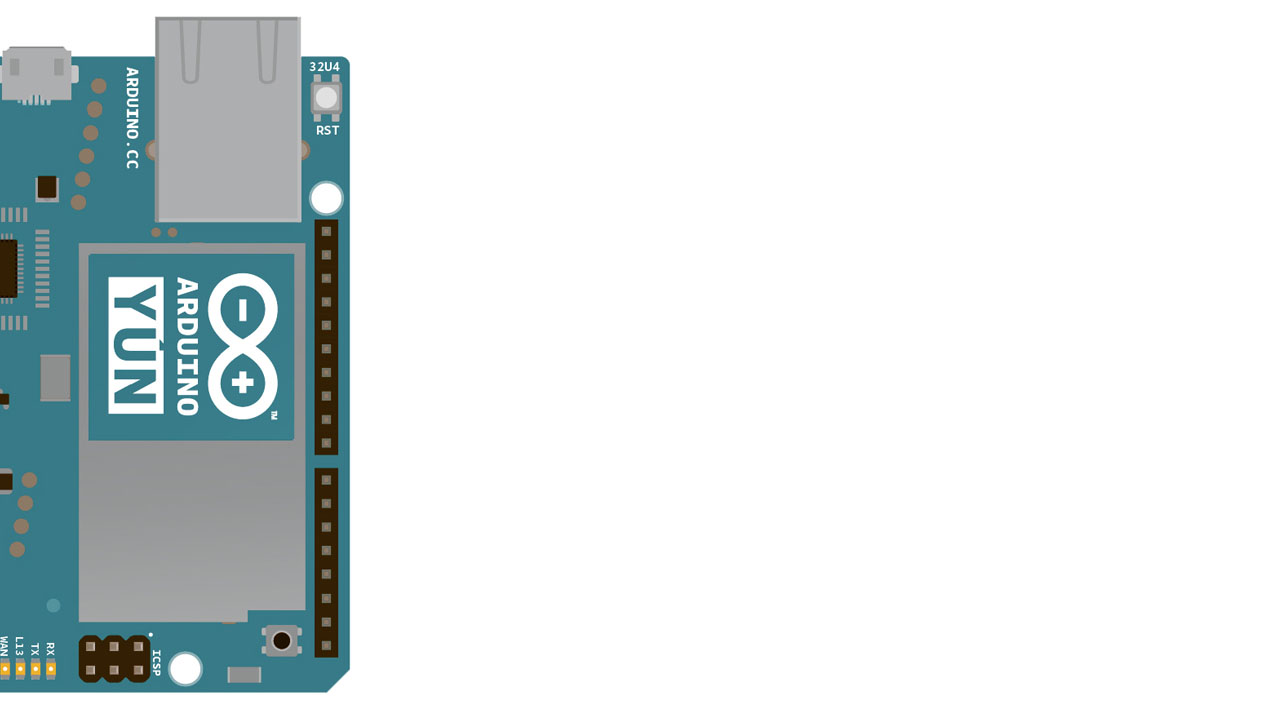 32U4
ARDUINO.CC
RST
ARDUINO
YÚN
TM
WAN
L13
TX
RX
ICSP